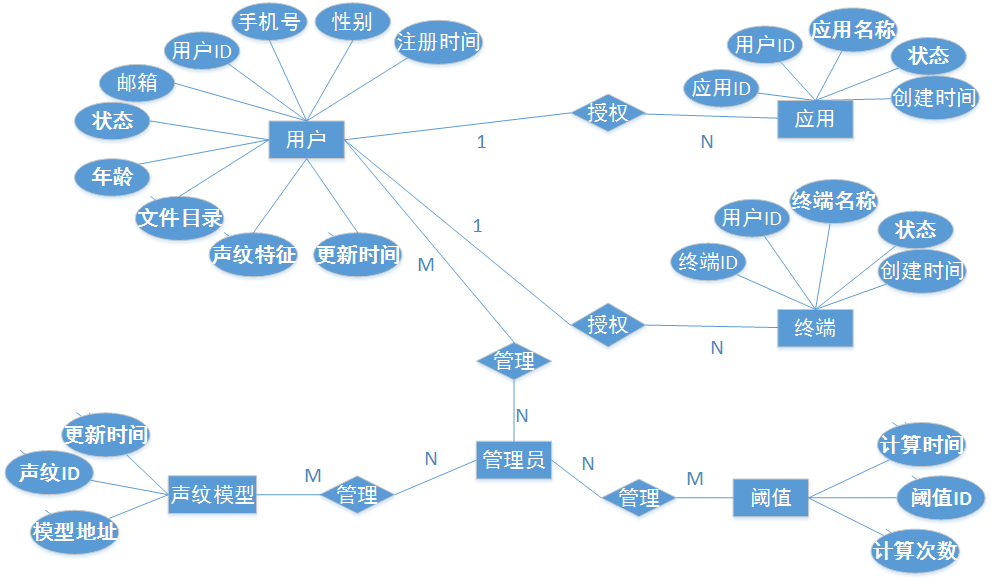 手机号
性别
用户ID
注册时间
邮箱
状态
年龄
文件目录
声纹特征
更新时间
用户
1
授权
N
应用
用户ID
应用名称
应用ID
状态
创建时间
1
授权
N
终端
用户ID
终端名称
终端ID
状态
创建时间
M
管理
N
管理员
N
管理
M
声纹模型
更新时间
声纹ID
模型地址
N
管理
M
阈值
计算时间
阈值ID
计算次数